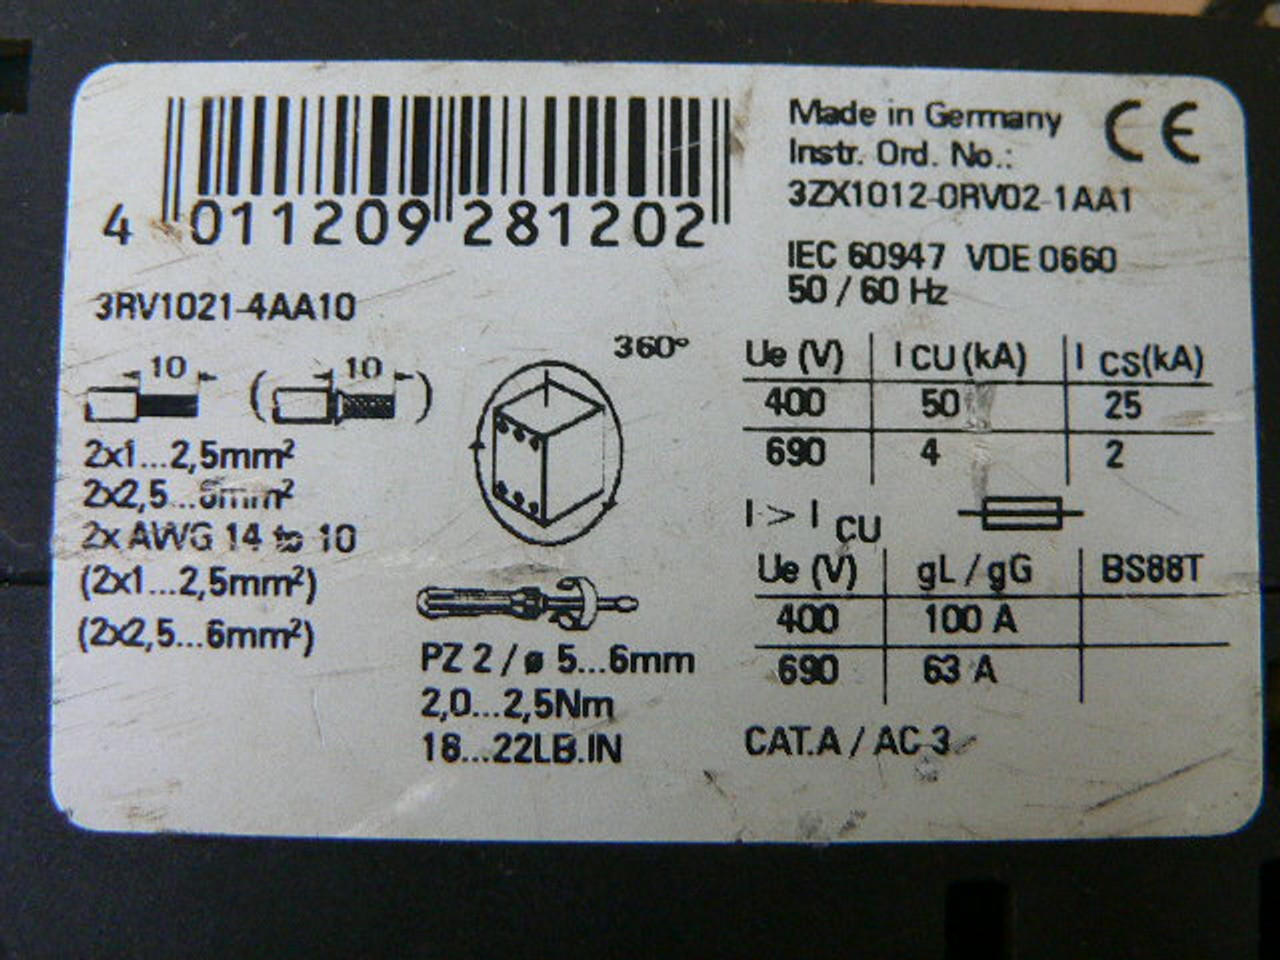 4 011209 281202
Made in Germany
Instr. Ord. No.:
3ZX1012-0RV02-1AA1
CE
IEC 60947 VDE 0660
50 / 60 Hz
3RV1021-4AA10
10 ( 10 )
2x1...2,5mm²
2x2,5...6mm²
2x AWG 14 to 10
(2x1...2,5mm²)
(2x2,5...6mm²)
360°
PZ 2 / ø 5...6mm
2,0...2,5Nm
18...22LB.IN
Ue (V) I CU (kA) I CS(kA)
400 50 25
690 4 2
I > I CU
Ue (V) gL / gG BS88T
400 100 A
690 63 A
CAT.A / AC 3